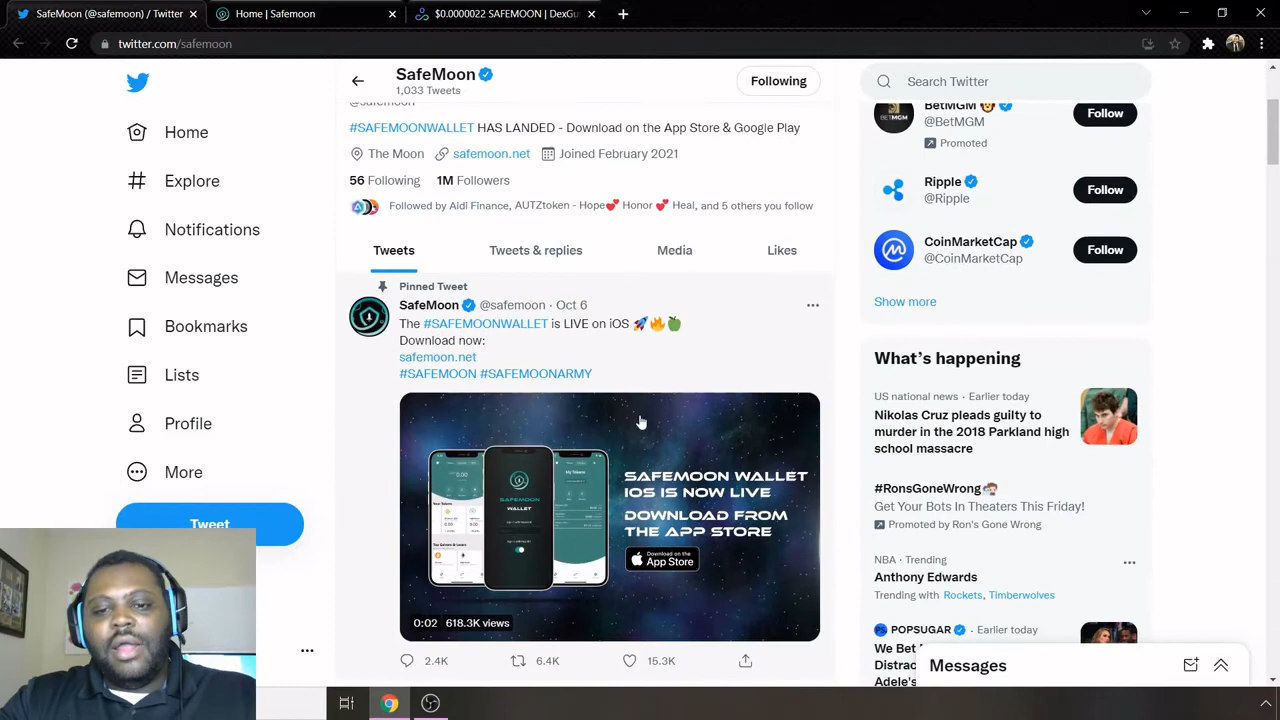 SafeMoon (@safemoon) / Twitter
Home | Safemoon
$0.0000022 SAFEMOON | DexGu
twitter.com/safemoon
SafeMoon
1,033 Tweets
Following
@safemoon
#SAFEMOONWALLET HAS LANDED - Download on the App Store & Google Play
The Moon safemoon.net Joined February 2021
56 Following 1M Followers
Followed by Aidi Finance, AUTZtoken - Hope💕 Honor 💕 Heal, and 5 others you follow
Tweets Tweets & replies Media Likes
Pinned Tweet
SafeMoon @safemoon · Oct 6
The #SAFEMOONWALLET is LIVE on iOS 🚀🔥🍏
Download now:
safemoon.net
#SAFEMOON #SAFEMOONARMY
SAFEMOON
WALLET
SAFEMOON WALLET
IOS IS NOW LIVE
DOWNLOAD FROM
THE APP STORE
Download on the
App Store
0:02 618.3K views
2.4K 6.4K 15.3K
Home
Explore
Notifications
Messages
Bookmarks
Lists
Profile
More
Tweet
Search Twitter
BetMGM
@BetMGM
Promoted
Follow
Ripple
@Ripple
Follow
CoinMarketCap
@CoinMarketCap
Follow
Show more
What's happening
US national news · Earlier today
Nikolas Cruz pleads guilty to
murder in the 2018 Parkland high
school massacre
#RonsGoneWrong
Get Your Bots In Theaters This Friday!
Promoted by Ron's Gone Wrong
NBA · Trending
Anthony Edwards
Trending with Rockets, Timberwolves
POPSUGAR · Earlier today
We Bet
Distrac
Adele's
Messages